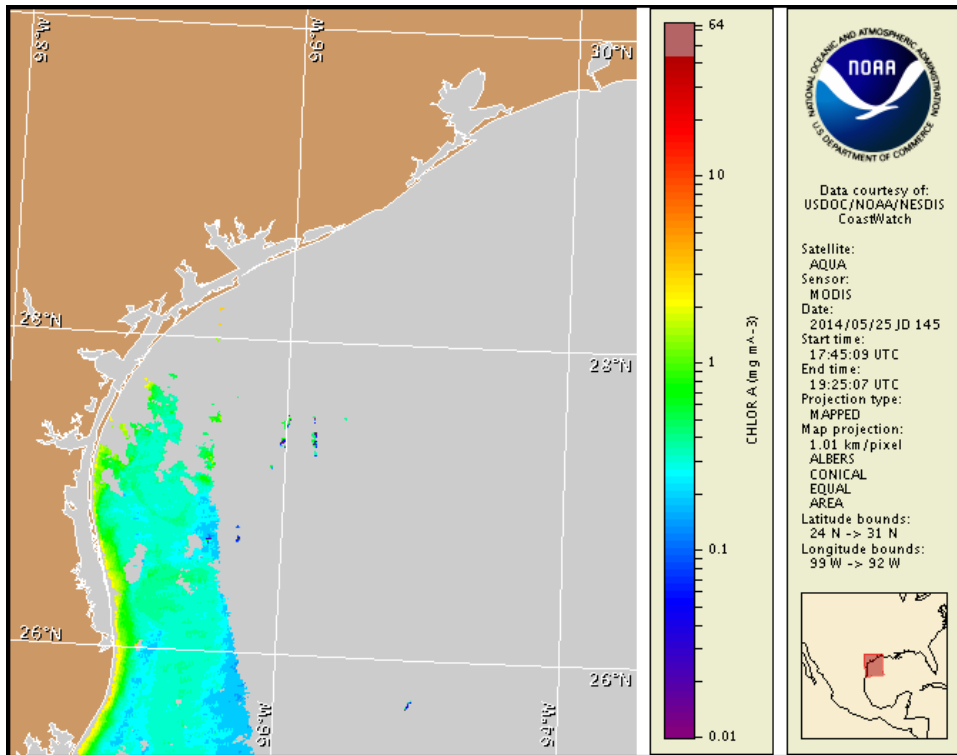 98°W
96°W
30°N
28°N
28°N
26°N
26°N
96°W
94°W
64
10
1
0.1
0.01
CHLOR A (mg m^-3)
NATIONAL OCEANIC AND ATMOSPHERIC ADMINISTRATION
NOAA
U.S. DEPARTMENT OF COMMERCE
Data courtesy of:
USDOC/NOAA/NESDIS
CoastWatch
Satellite:
AQUA
Sensor:
MODIS
Date:
2014/05/25 JD 145
Start time:
17:45:09 UTC
End time:
19:25:07 UTC
Projection type:
MAPPED
Map projection:
1.01 km/pixel
ALBERS
CONICAL
EQUAL
AREA
Latitude bounds:
24 N -> 31 N
Longitude bounds:
99 W -> 92 W